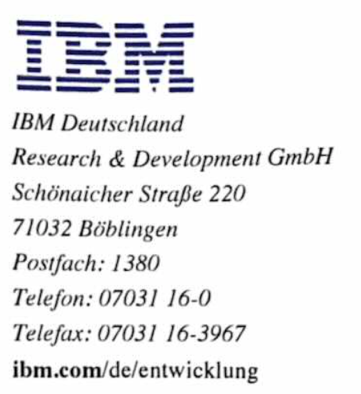 IBM
IBM Deutschland
Research & Development GmbH
Schönaicher Straße 220
71032 Böblingen
Postfach: 1380
Telefon: 07031 16-0
Telefax: 07031 16-3967
ibm.com/de/entwicklung